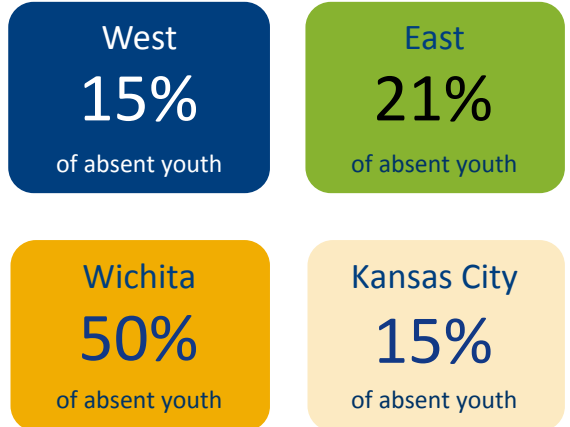 West
15%
of absent youth
East
21%
of absent youth
Wichita
50%
of absent youth
Kansas City
15%
of absent youth